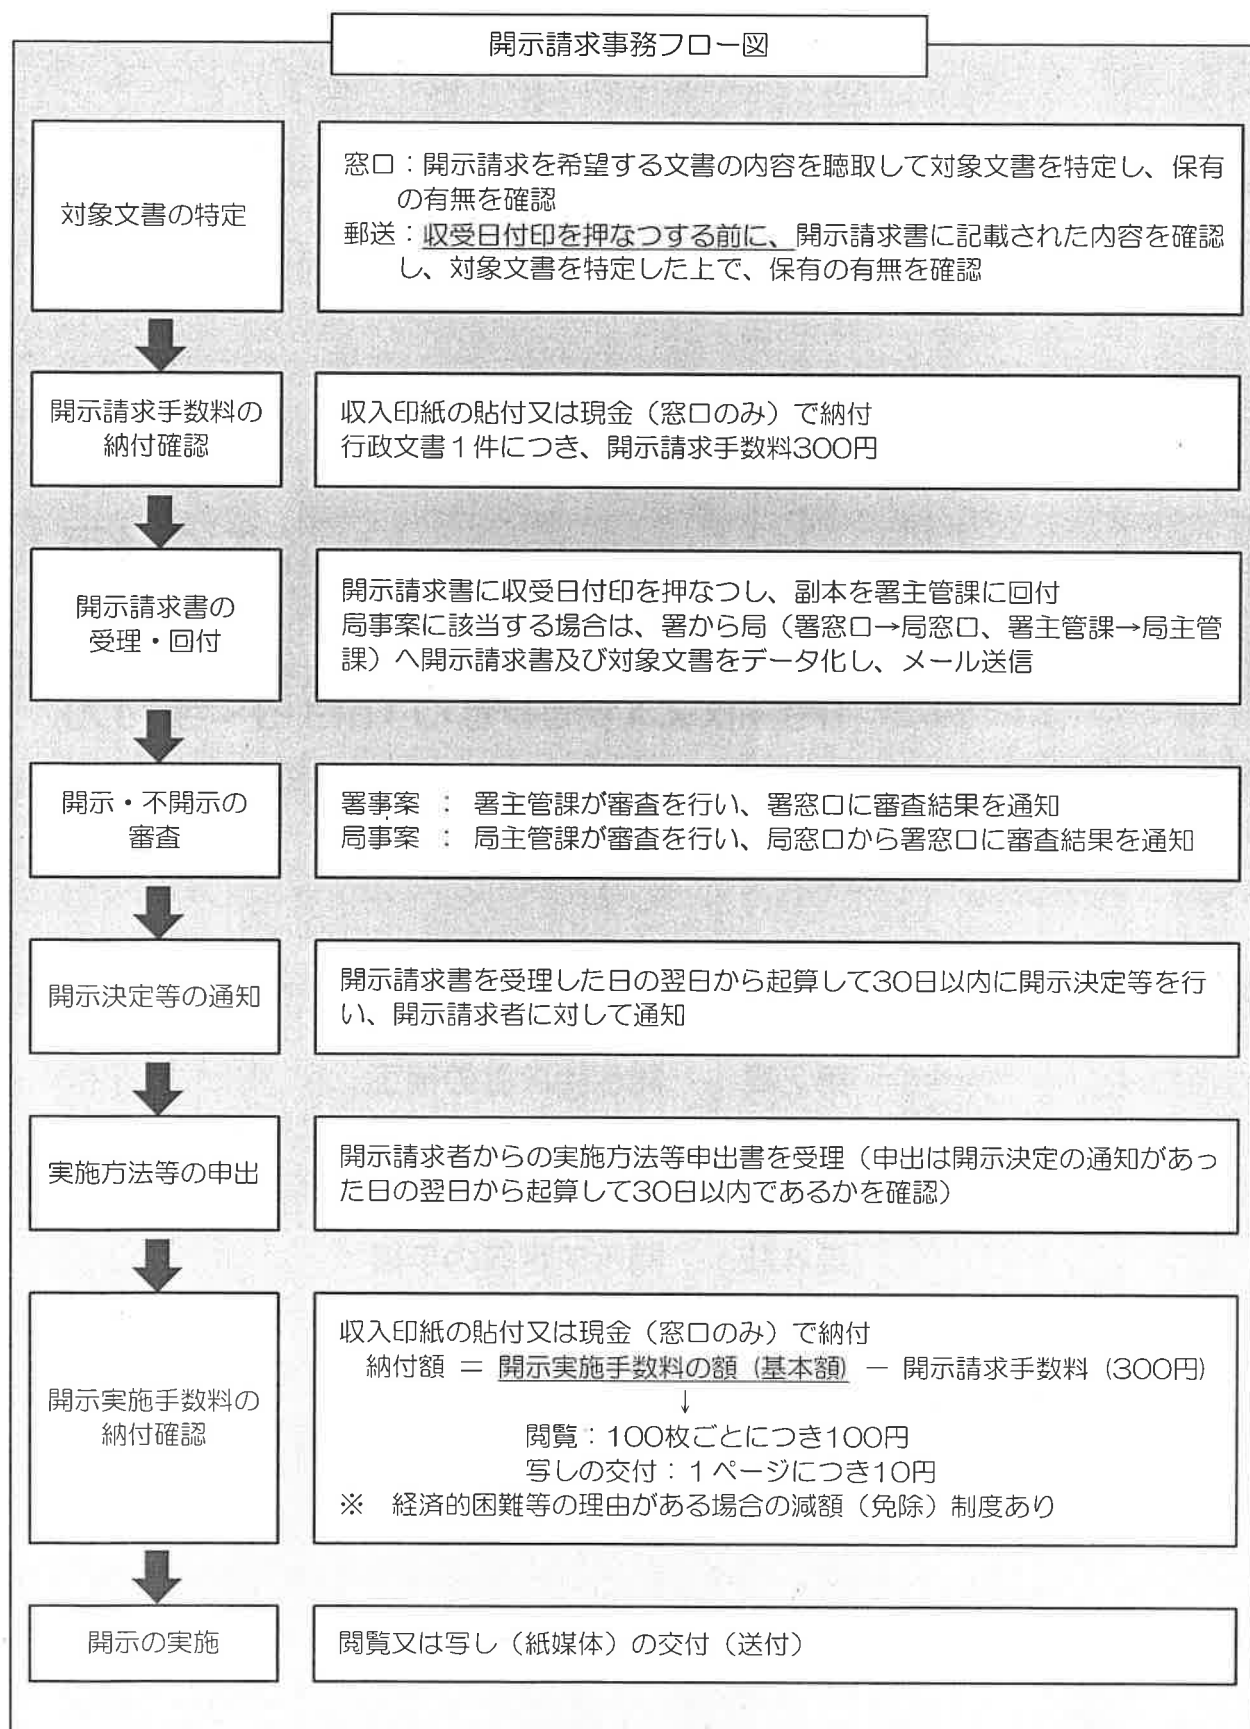 開示請求事務フロー図
対象文書の特定
窓口：開示請求を希望する文書の内容を聴取して対象文書を特定し、保有
の有無を確認
郵送：収受日付印を押なつする前に、開示請求書に記載された内容を確認
し、対象文書を特定した上で、保有の有無を確認
開示請求手数料の
納付確認
収入印紙の貼付又は現金（窓口のみ）で納付
行政文書１件につき、開示請求手数料300円
開示請求書の
受理・回付
開示請求書に収受日付印を押なつし、副本を署主管課に回付
局事案に該当する場合は、署から局（署窓口→局窓口、署主管課→局主管
課）へ開示請求書及び対象文書をデータ化し、メール送信
開示・不開示の
審査
署事案 ： 署主管課が審査を行い、署窓口に審査結果を通知
局事案 ： 局主管課が審査を行い、局窓口から署窓口に審査結果を通知
開示決定等の通知
開示請求書を受理した日の翌日から起算して30日以内に開示決定等を行
い、開示請求者に対して通知
実施方法等の申出
開示請求者からの実施方法等申出書を受理（申出は開示決定の通知があっ
た日の翌日から起算して30日以内であるかを確認）
開示実施手数料の
納付確認
収入印紙の貼付又は現金（窓口のみ）で納付
納付額 ＝ 開示実施手数料の額（基本額） － 開示請求手数料（300円）
↓
閲覧：100枚ごとにつき100円
写しの交付：１ページにつき10円
※ 経済的困難等の理由がある場合の減額（免除）制度あり
開示の実施
閲覧又は写し（紙媒体）の交付（送付）